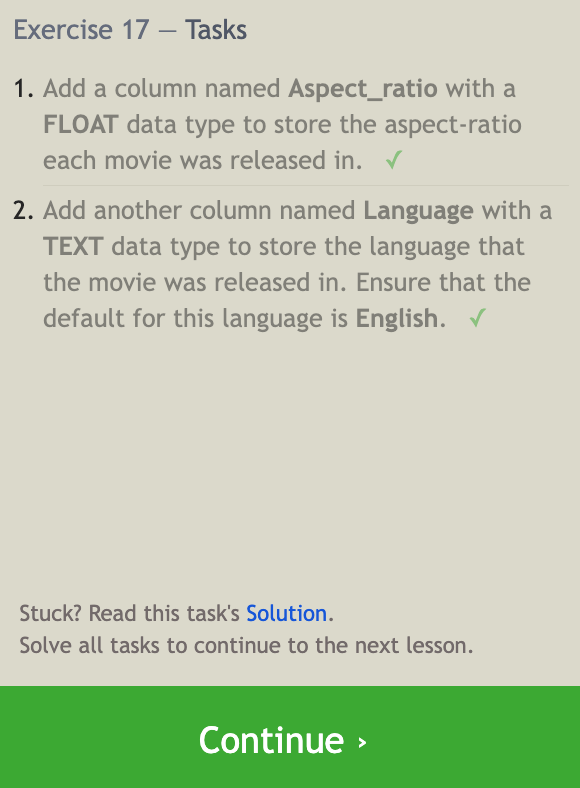 Exercise 17 — Tasks
1. Add a column named Aspect_ratio with a
FLOAT data type to store the aspect-ratio
each movie was released in. ✓
2. Add another column named Language with a
TEXT data type to store the language that
the movie was released in. Ensure that the
default for this language is English. ✓
Stuck? Read this task's Solution.
Solve all tasks to continue to the next lesson.
Continue ›